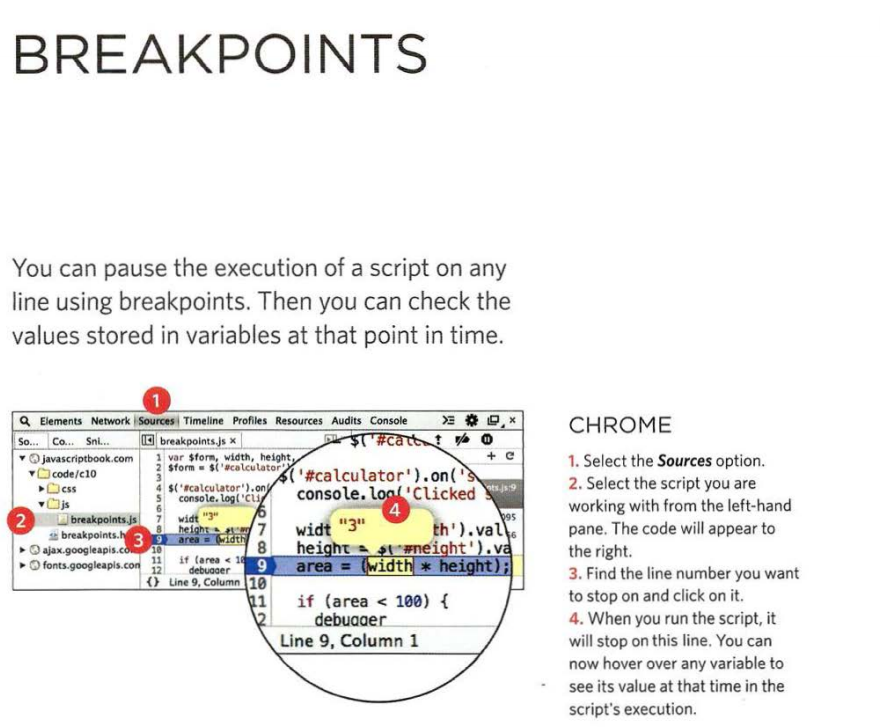 BREAKPOINTS
You can pause the execution of a script on any
line using breakpoints. Then you can check the
values stored in variables at that point in time.
1
Elements Network Sources Timeline Profiles Resources Audits Console
So... Co... Sni... breakpoints.js ×
javascriptbook.com
code/c10
css
js
2 breakpoints.js
breakpoints.h
ajax.googleapis.co
fonts.googleapis.con
1 var $form, width, height,
2 $form = $('#calculator')
3
4 $('#calculator').on(
5 console.log('Cli
6
7 widt "3"
8 height = $('#
3 9 area = (width
10
11 if (area < 10
12 debugger
{} Line 9, Column
$('#calc
6 $('#calculator').on('s
console.log('Clicked
4
7 widt "3" th').val
8 height = $('#height').va
9 area = (width * height);
10
11 if (area < 100) {
2 debugger
Line 9, Column 1
nts.js:9
CHROME
1. Select the Sources option.
2. Select the script you are
working with from the left-hand
pane. The code will appear to
the right.
3. Find the line number you want
to stop on and click on it.
4. When you run the script, it
will stop on this line. You can
now hover over any variable to
see its value at that time in the
script's execution.